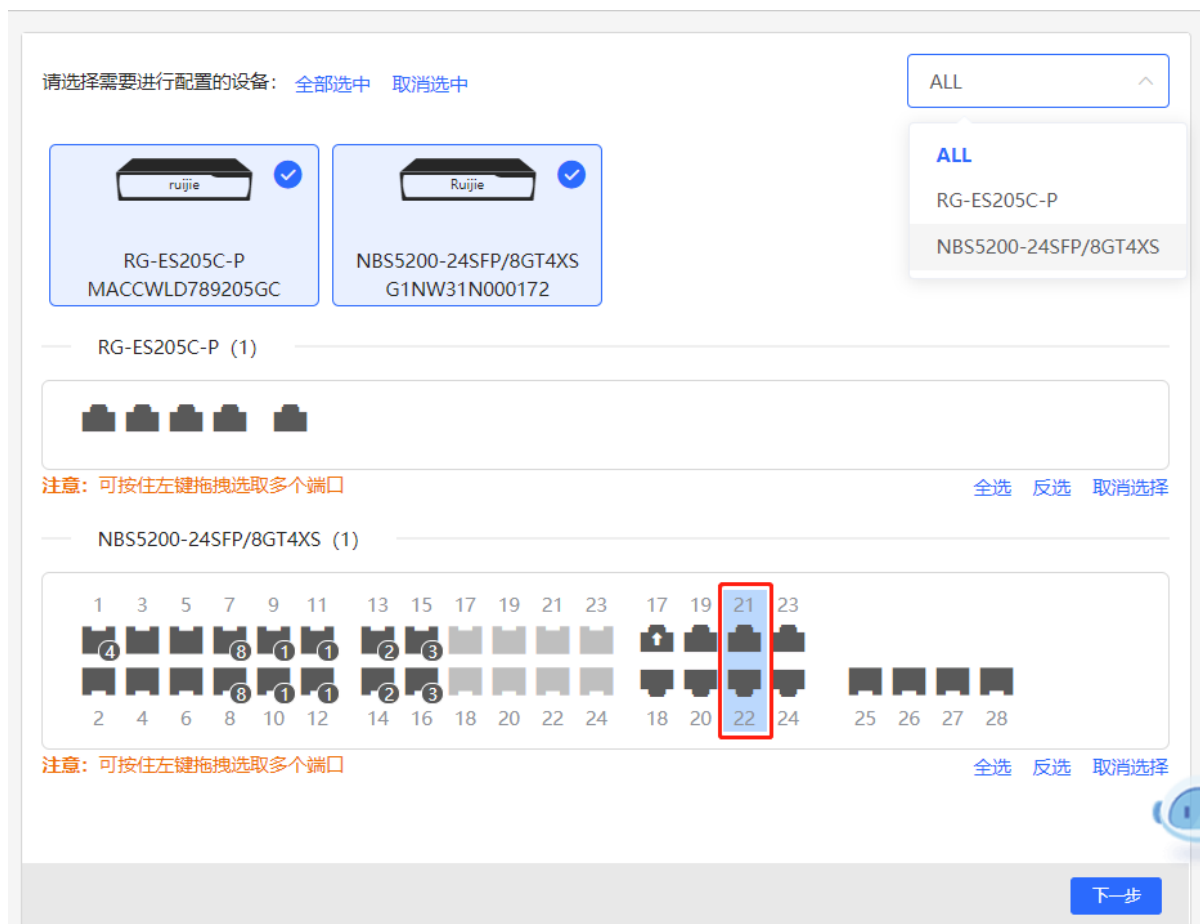 请选择需要进行配置的设备： 全部选中 取消选中 ALL
ALL
RG-ES205C-P
NBS5200-24SFP/8GT4XS
ruijie Ruijie
RG-ES205C-P NBS5200-24SFP/8GT4XS
MACCWLD789205GC G1NW31N000172
RG-ES205C-P (1)
注意：可按住左键拖拽选取多个端口 全选 反选 取消选择
NBS5200-24SFP/8GT4XS (1)
1 3 5 7 9 11 13 15 17 19 21 23 17 19 21 23
4 8 1 1 2 3
8 1 1 2 3
2 4 6 8 10 12 14 16 18 20 22 24 18 20 22 24 25 26 27 28
注意：可按住左键拖拽选取多个端口 全选 反选 取消选择
下一步